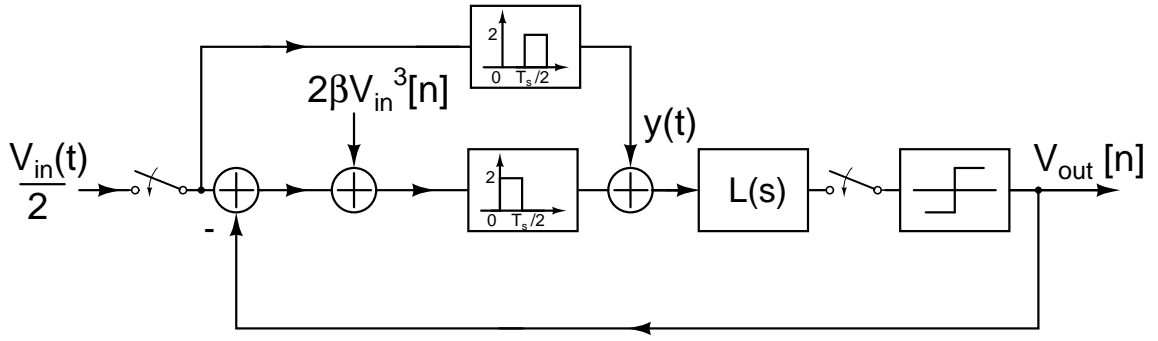 2
0 T_s/2
2βV_in^3[n]
y(t)
V_in(t)
2
V_out [n]
2
0 T_s/2
L(s)
-